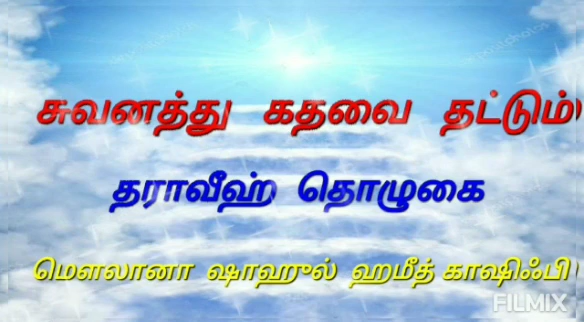 சுவனத்து கதவை தட்டும்
தராவீஹ் தொழுகை
மௌலானா ஷாஹுல் ஹமீத் காஷிஃபி
FILMIX